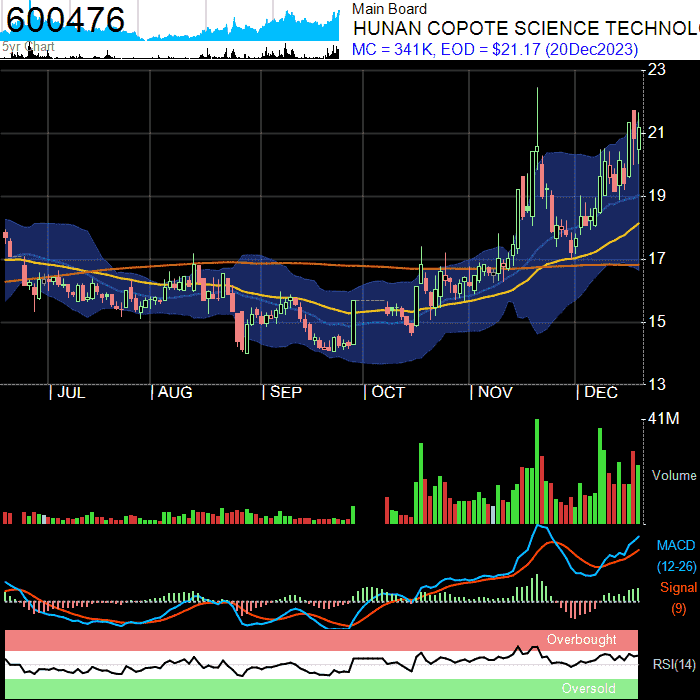 600476
5yr Chart
Main Board
HUNAN COPOTE SCIENCE TECHNOLO
MC = 341K, EOD = $21.17 (20Dec2023)
23
21
19
17
15
13
JUL AUG SEP OCT NOV DEC
41M
Volume
MACD
(12-26)
Signal
(9)
Overbought
RSI(14)
Oversold